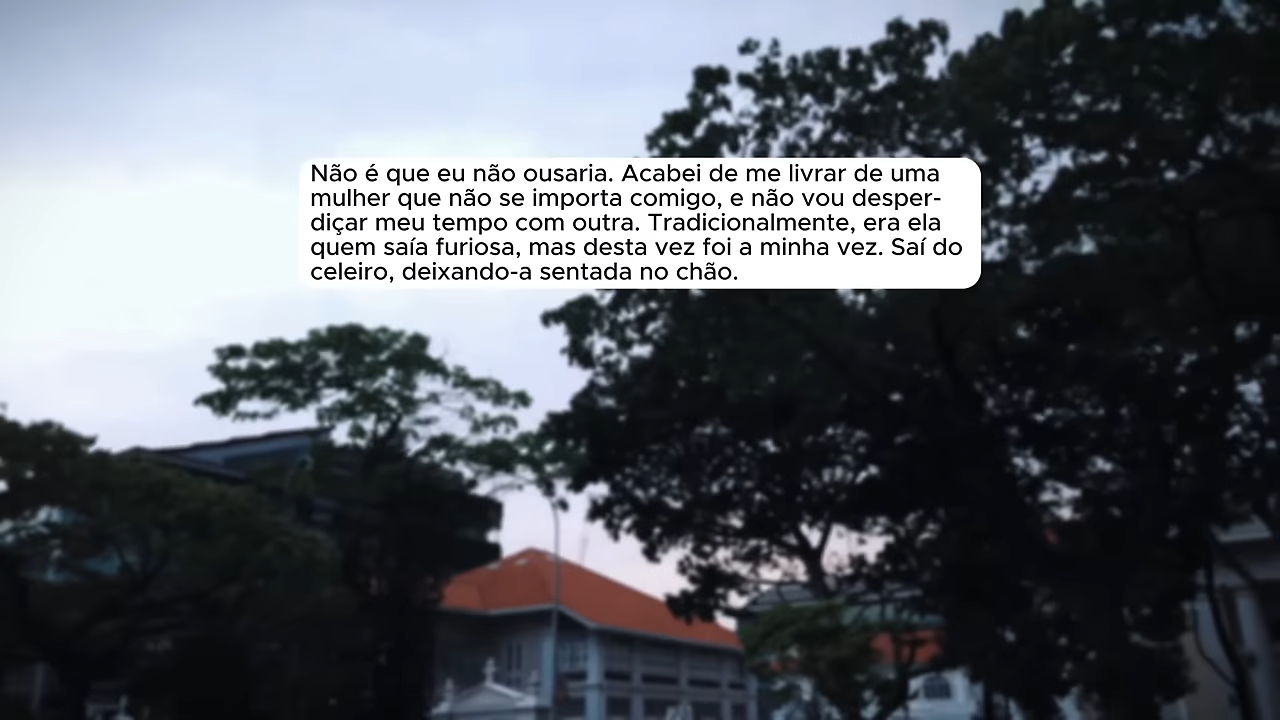 Não é que eu não ousaria. Acabei de me livrar de uma
mulher que não se importa comigo, e não vou desper-
diçar meu tempo com outra. Tradicionalmente, era ela
quem saía furiosa, mas desta vez foi a minha vez. Saí do
celeiro, deixando-a sentada no chão.